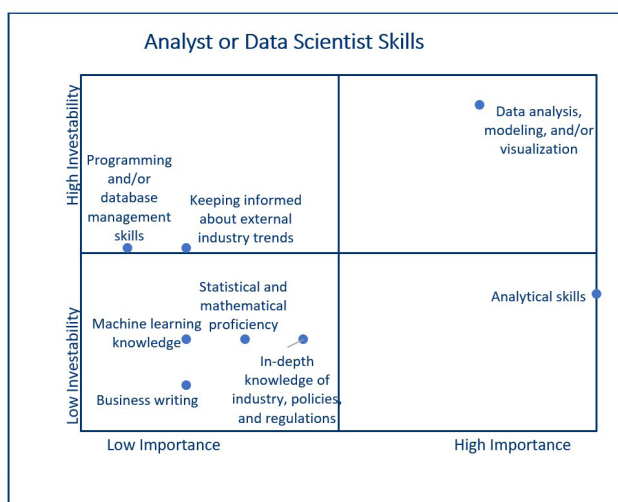 Analyst or Data Scientist Skills
High Investability
Low Investability
Data analysis,
modeling, and/or
visualization
Programming
and/or
database
management
skills
Keeping informed
about external
industry trends
Statistical and
mathematical
proficiency
Analytical skills
Machine learning
knowledge
In-depth
knowledge of
industry, policies,
and regulations
Business writing
Low Importance
High Importance